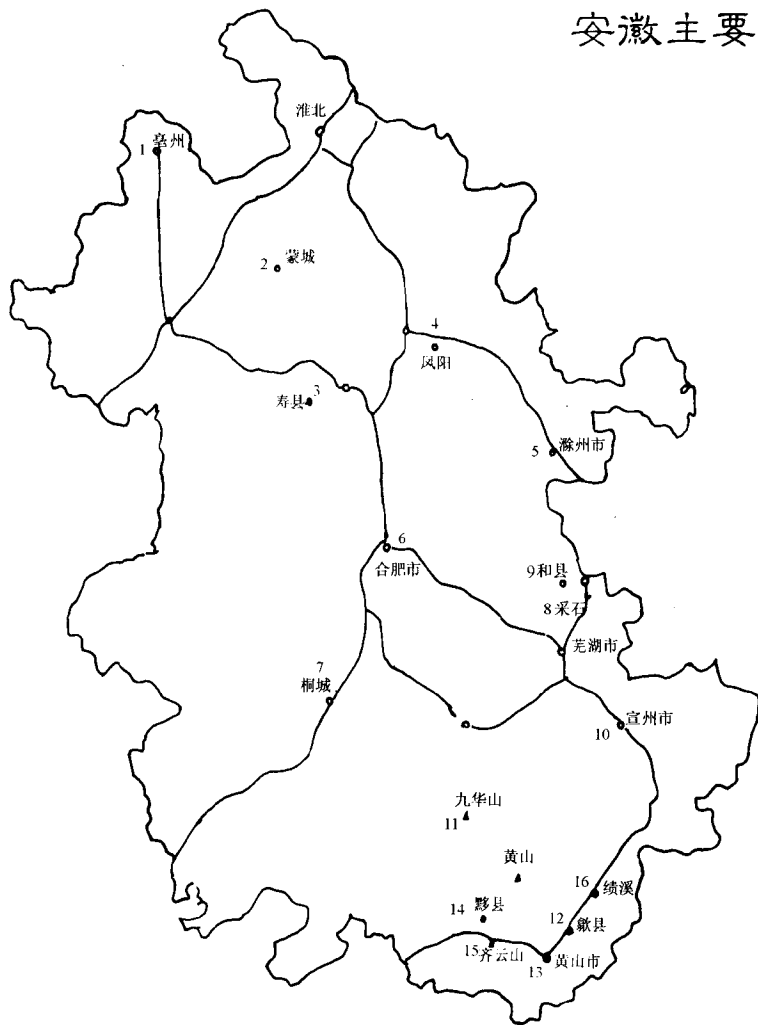 安徽主要
淮北
1 亳州
2 蒙城
4
凤阳
寿县 3
5 滁州市
6
合肥市
9和县
8采石
芜湖市
7
桐城
宣州市
10
九华山
11
黄山
16 绩溪
14 黟县
12 歙县
15 齐云山
13 黄山市